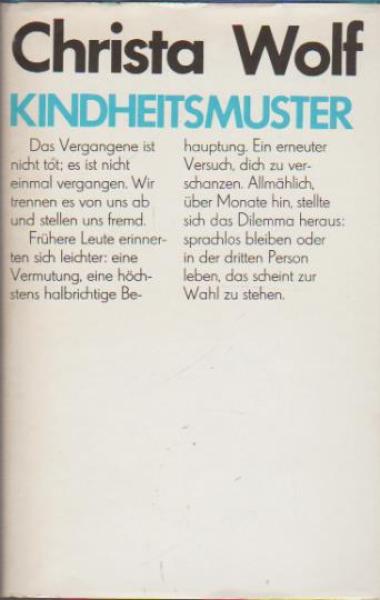 Christa Wolf
KINDHEITSMUSTER
Das Vergangene ist
nicht tot; es ist nicht
einmal vergangen. Wir
trennen es von uns ab
und stellen uns fremd.
Frühere Leute erinner-
ten sich leichter: eine
Vermutung, eine höch-
stens halbrichtige Be-
hauptung. Ein erneuter
Versuch, dich zu ver-
schanzen. Allmählich,
über Monate hin, stellte
sich das Dilemma heraus:
sprachlos bleiben oder
in der dritten Person
leben, das scheint zur
Wahl zu stehen.